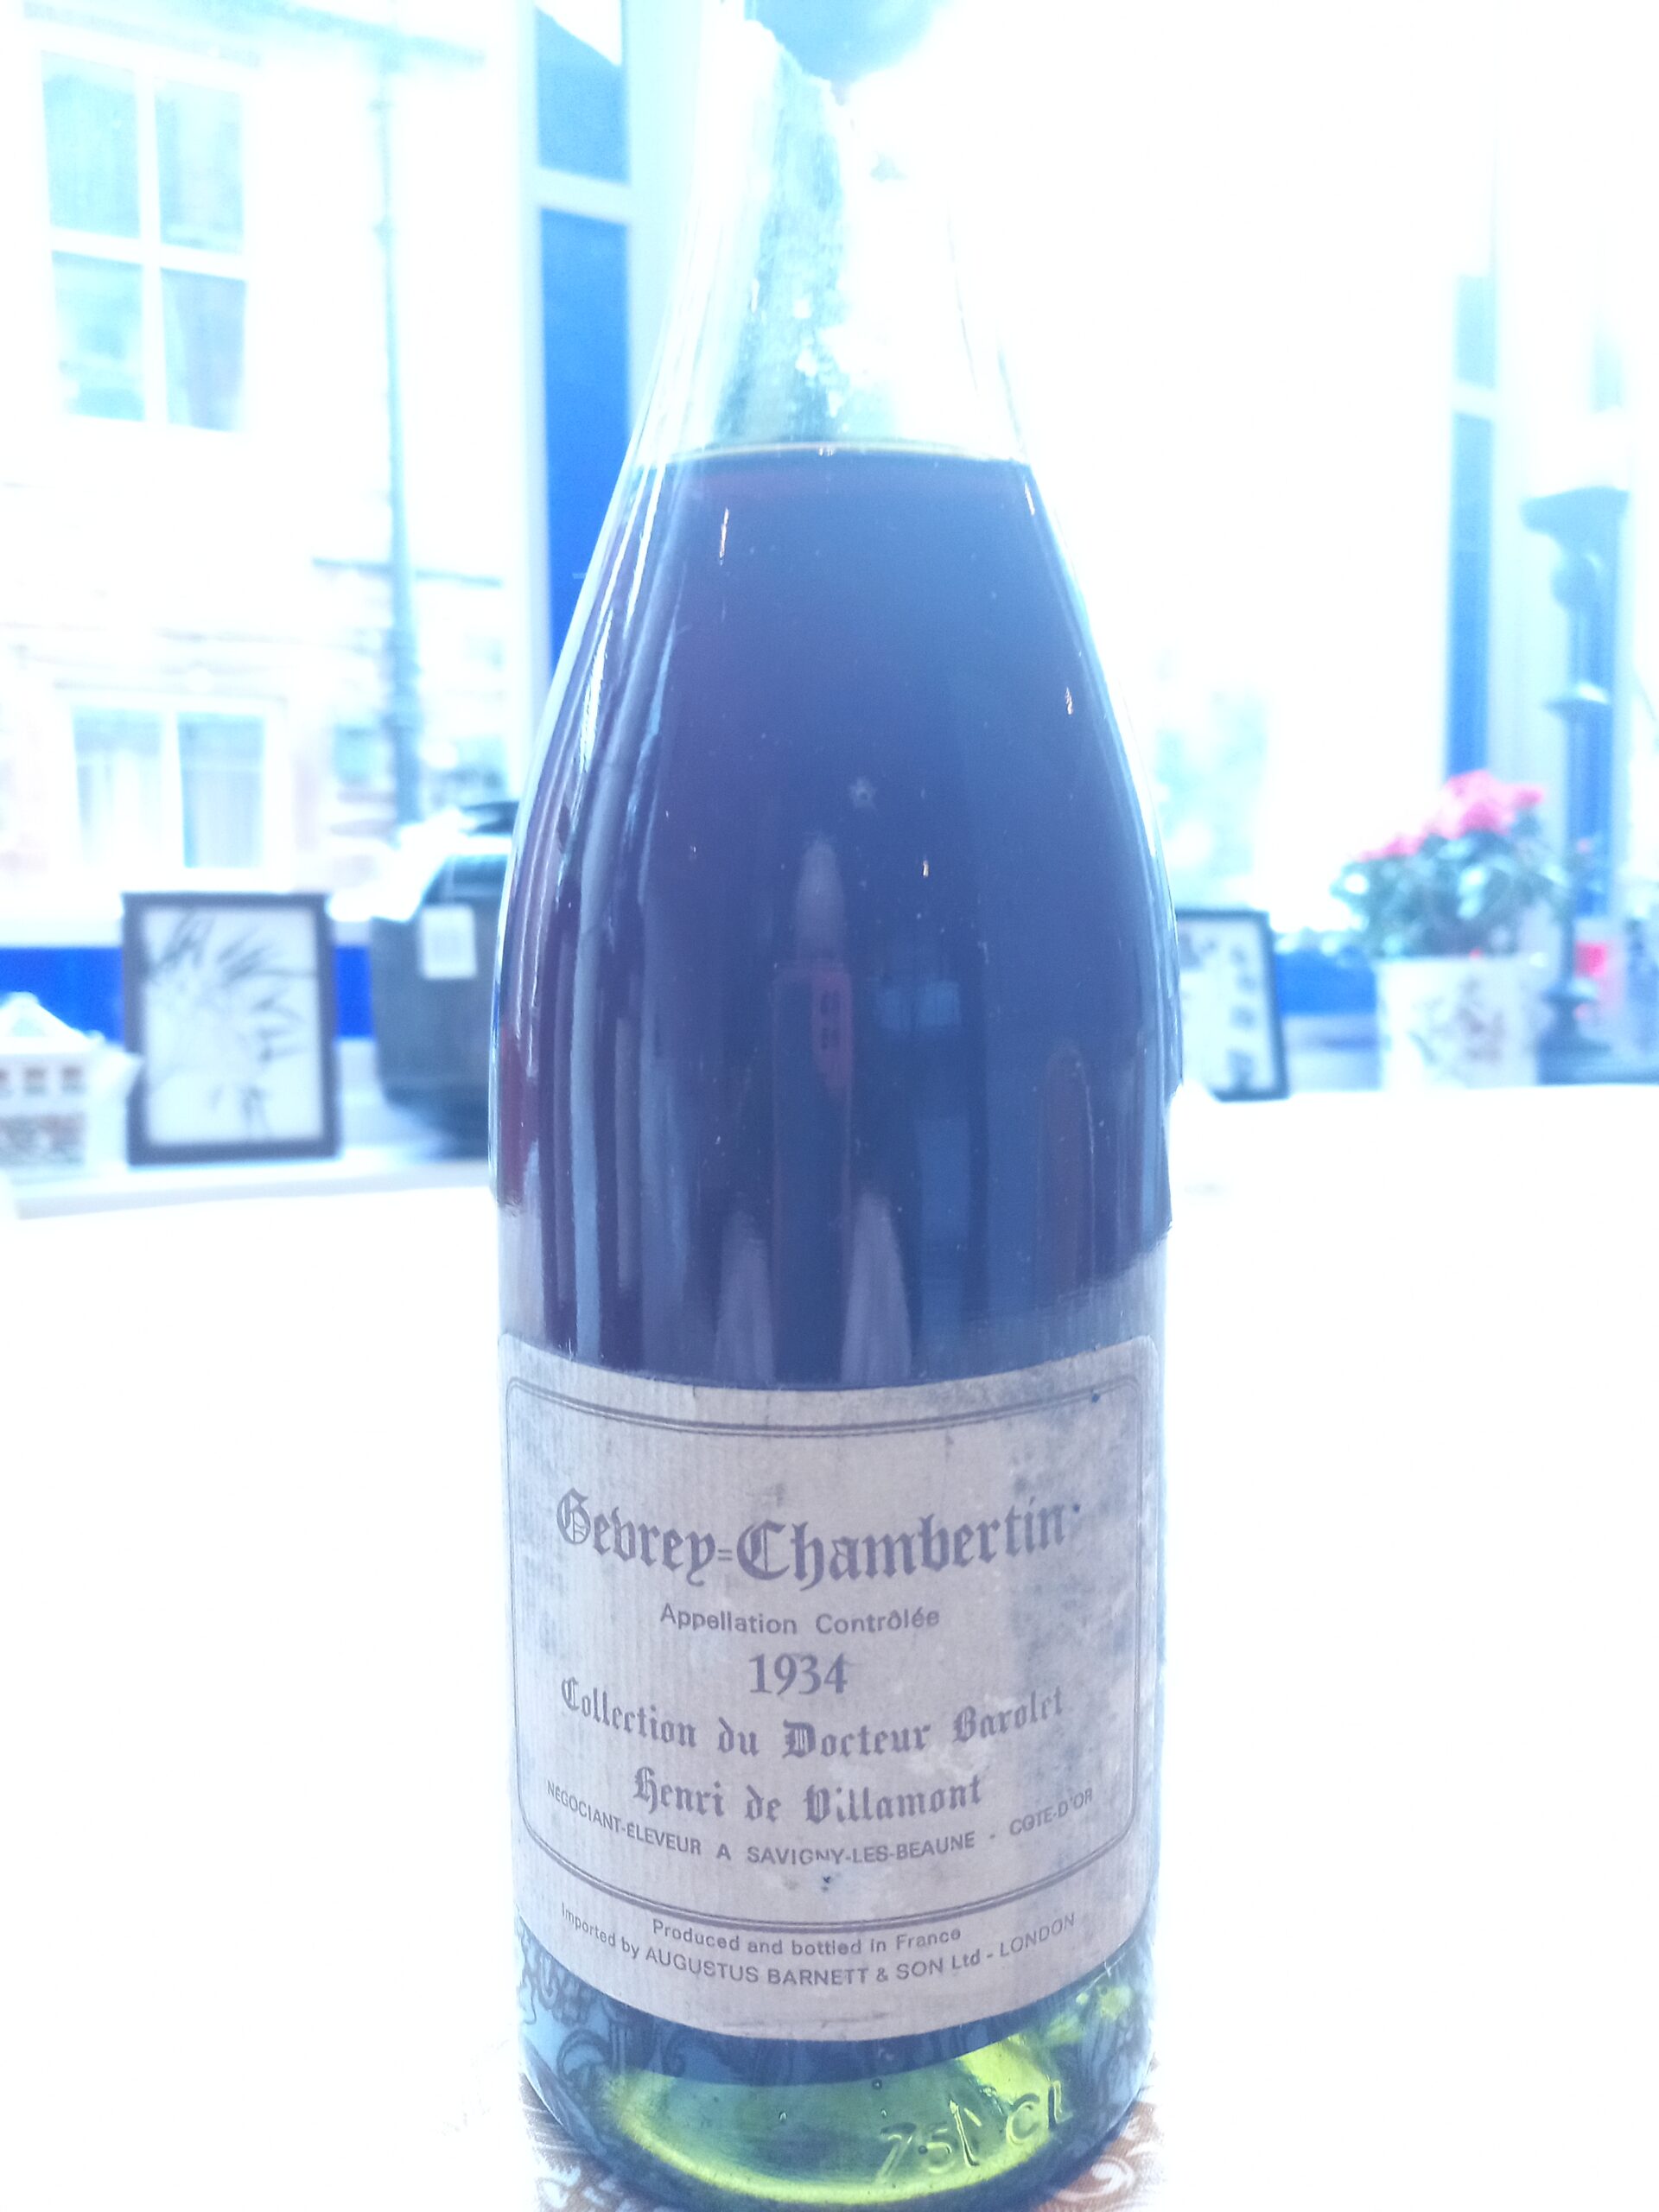 Gevrey=Chambertin
Appellation Contrôlée
1934
Collection du Docteur Barolet
Henri de Villamont
NÉGOCIANT-ÉLEVEUR A SAVIGNY-LES-BEAUNE - COTE-D'OR
Produced and bottled in France
Imported by AUGUSTUS BARNETT & SON Ltd - LONDON
75 CL